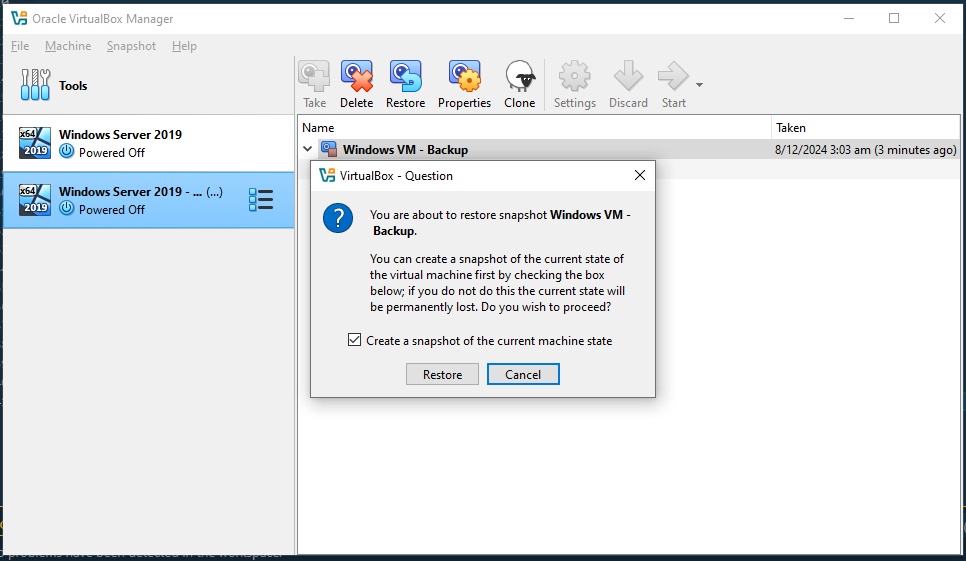 Oracle VirtualBox Manager
File Machine Snapshot Help
Tools
Take Delete Restore Properties Clone Settings Discard Start
Name Taken
x64 2019 Windows Server 2019
Powered Off
Windows VM - Backup 8/12/2024 3:03 am (3 minutes ago)
x64 2019 Windows Server 2019 - ... (...)
Powered Off
VirtualBox - Question
You are about to restore snapshot Windows VM -
Backup.
You can create a snapshot of the current state of
the virtual machine first by checking the box
below; if you do not do this the current state will
be permanently lost. Do you wish to proceed?
Create a snapshot of the current machine state
Restore Cancel
problems have been detected in the workspace.